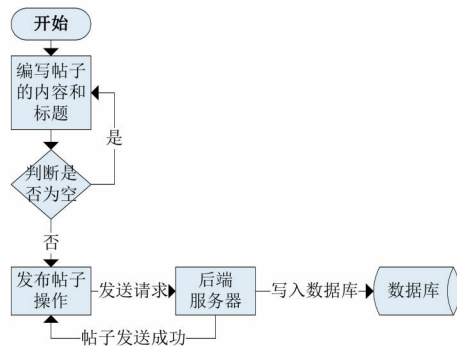 开始
编写帖子
的内容和
标题
是
判断是
否为空
否
发布帖子
操作
发送请求
后端
服务器
写入数据库
数据库
帖子发送成功